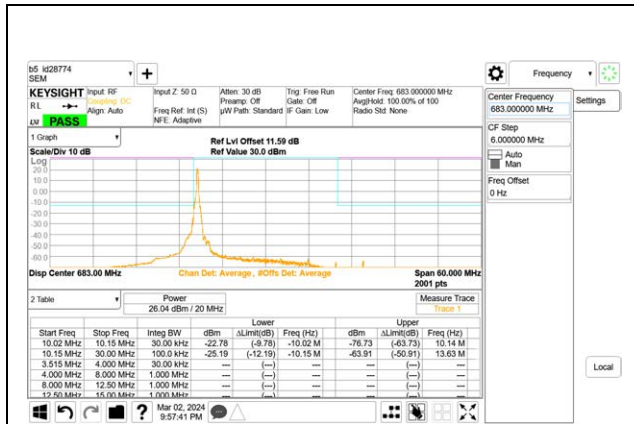 b5 id28774
SEM
Frequency
KEYSIGHT Input: RF Input Z: 50 Ω Atten: 30 dB Trig: Free Run Center Freq: 683.000000 MHz
Coupling: DC Preamp: Off Gate: Off Avg|Hold: 100.00% of 100
RL Align: Auto Freq Ref: Int (S) µW Path: Standard IF Gain: Low Radio Std: None
NFE: Adaptive
PASS
Center Frequency
683.000000 MHz
Settings
CF Step
6.000000 MHz
Auto
Man
Freq Offset
0 Hz
1 Graph
Ref Lvl Offset 11.59 dB
Scale/Div 10 dB Ref Value 30.0 dBm
Log
20.0
10.0
0.00
-10.0
-20.0
-30.0
-40.0
-50.0
-60.0
Disp Center 683.00 MHz Chan Det: Average , #Offs Det: Average Span 60.000 MHz
2001 pts
2 Table Power Measure Trace
26.04 dBm / 20 MHz Trace 1
Lower Upper
Start Freq Stop Freq Integ BW dBm ΔLimit(dB) Freq (Hz) dBm ΔLimit(dB) Freq (Hz)
10.02 MHz 10.15 MHz 30.00 kHz -22.78 (-9.78) -10.02 M -76.73 (-63.73) 10.14 M
10.15 MHz 30.00 MHz 100.0 kHz -25.19 (-12.19) -10.15 M -63.91 (-50.91) 13.63 M
3.515 MHz 4.000 MHz 30.00 kHz --- (---) --- --- (---) ---
4.000 MHz 8.000 MHz 1.000 MHz --- (---) --- --- (---) ---
8.000 MHz 12.50 MHz 1.000 MHz --- (---) --- --- (---) ---
12.50 MHz 15.00 MHz 1.000 MHz --- (---) --- --- (---) ---
Local
Mar 02, 2024
9:57:41 PM